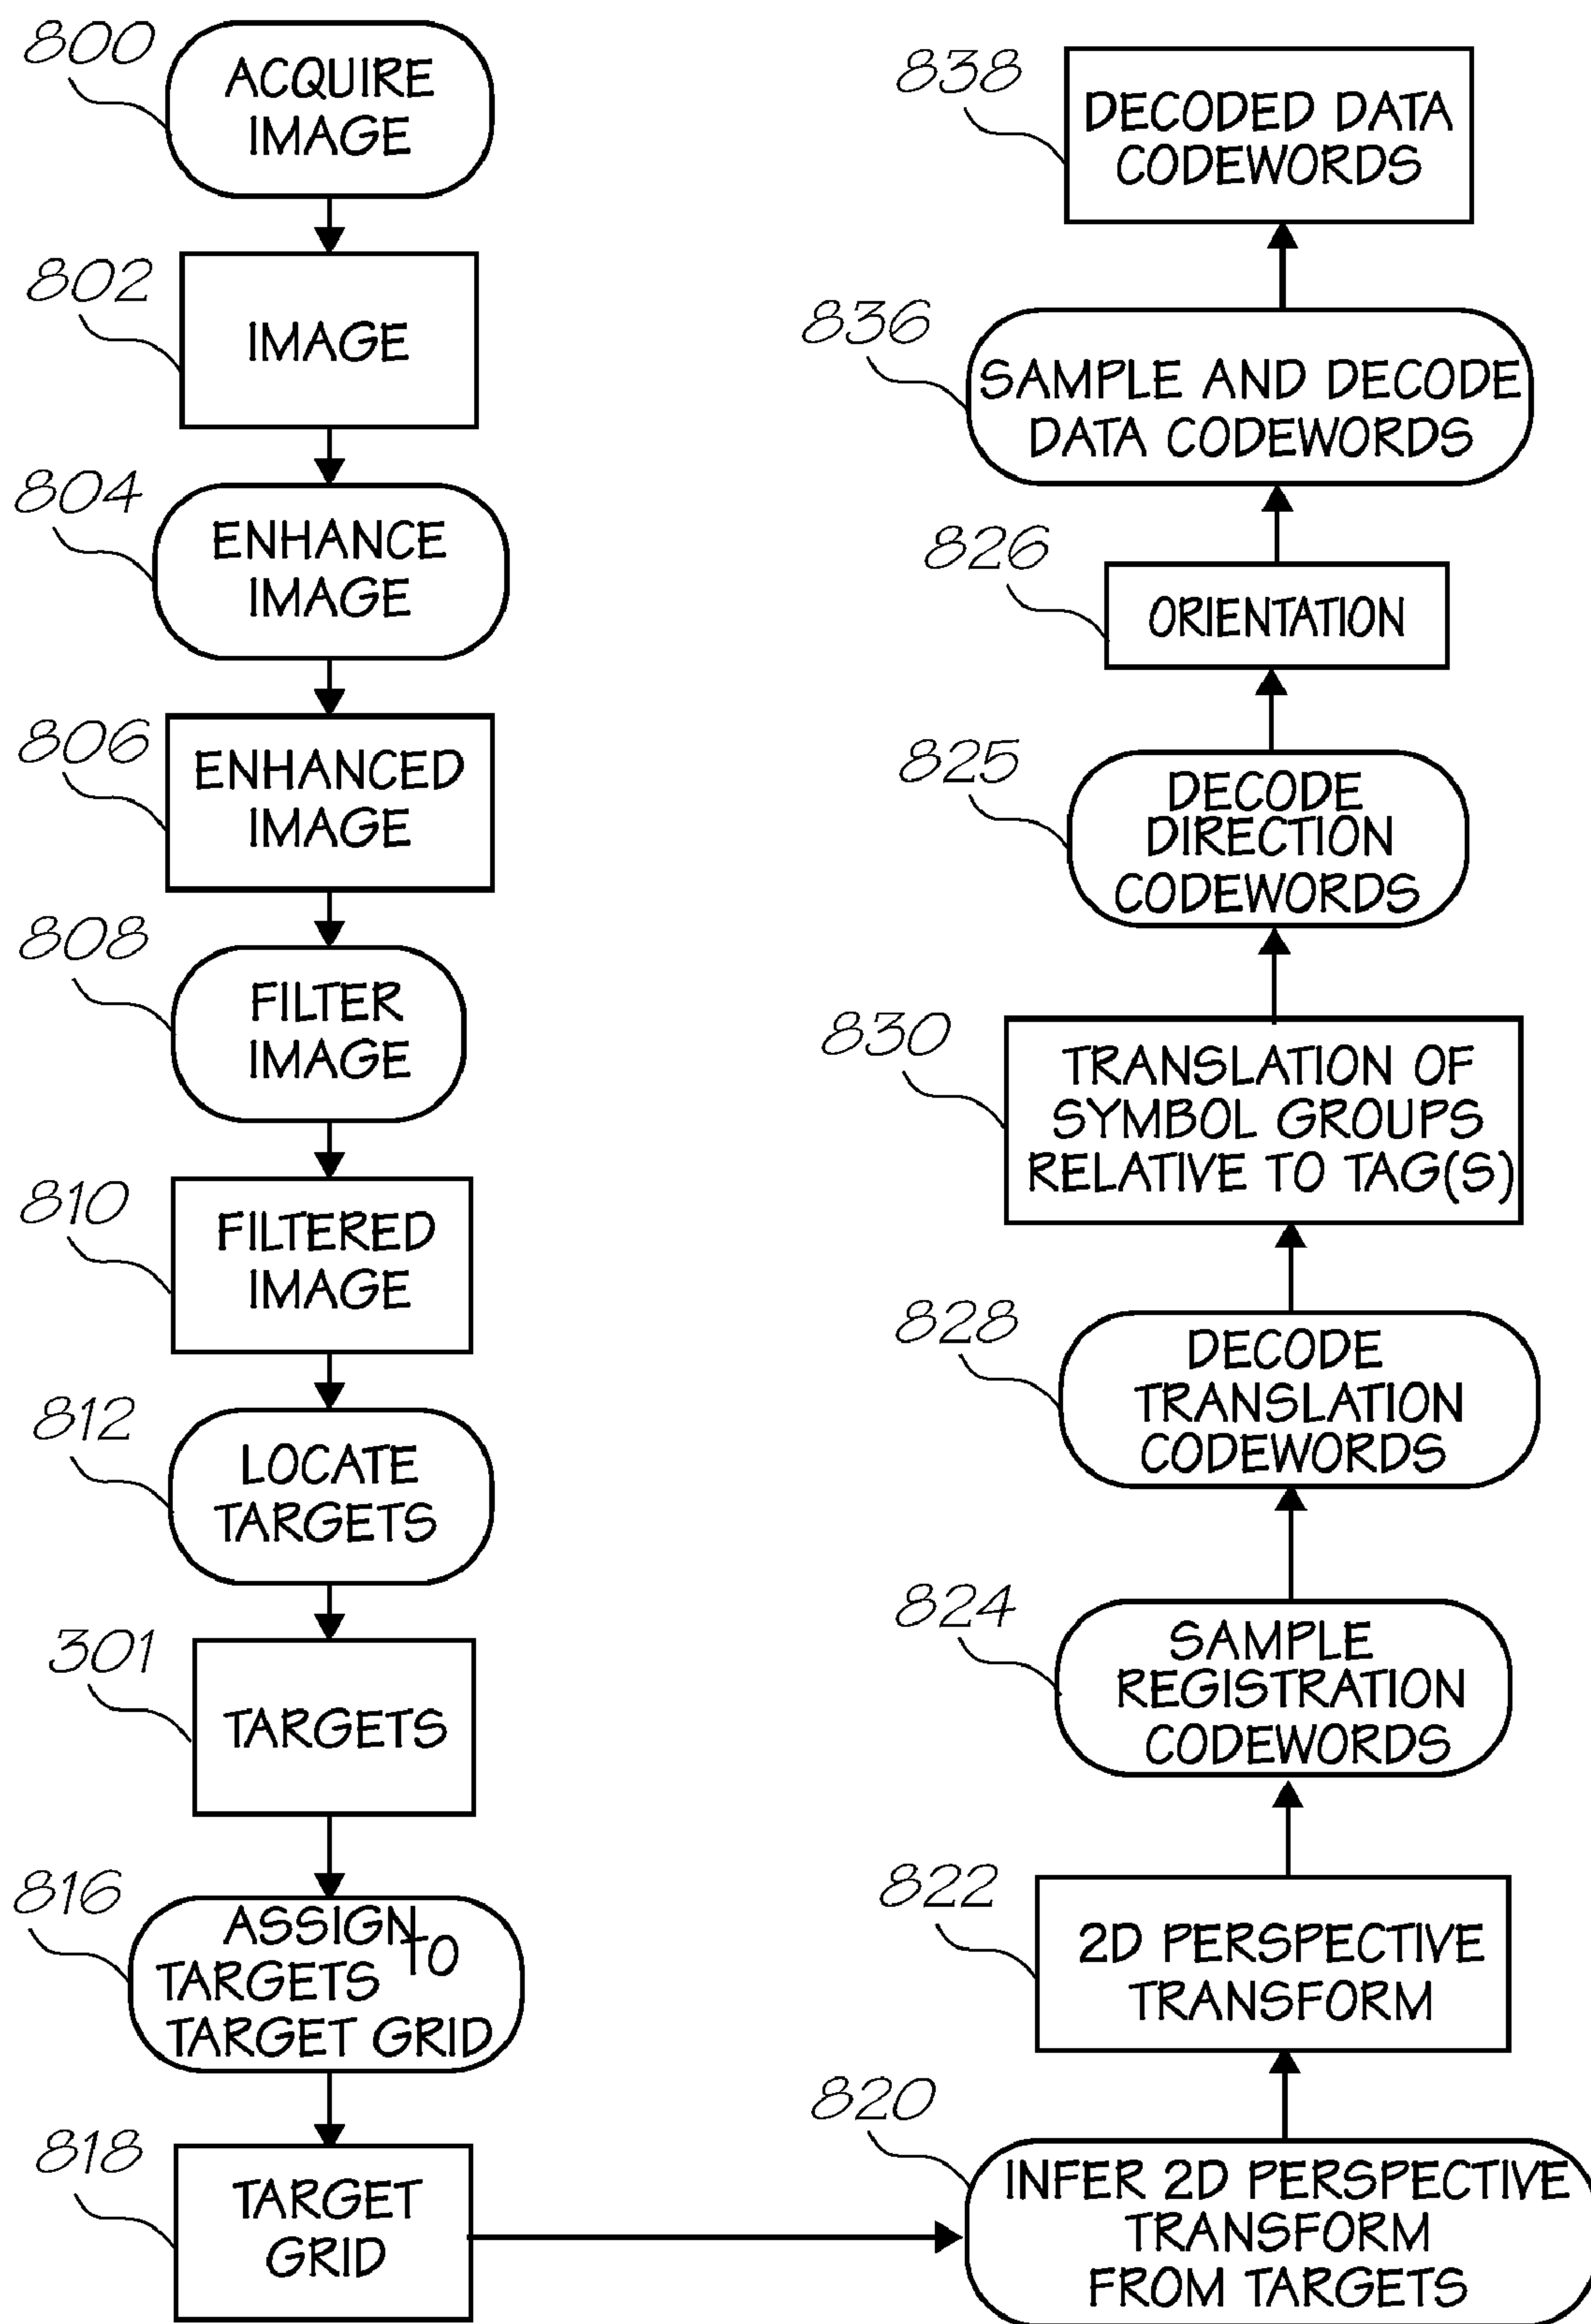 800
ACQUIRE
IMAGE
802
IMAGE
804
ENHANCE
IMAGE
806
ENHANCED
IMAGE
808
FILTER
IMAGE
810
FILTERED
IMAGE
812
LOCATE
TARGETS
301
TARGETS
816
ASSIGN
TARGETS TO
TARGET GRID
818
TARGET
GRID
820
INFER 2D PERSPECTIVE
TRANSFORM
FROM TARGETS
822
2D PERSPECTIVE
TRANSFORM
824
SAMPLE
REGISTRATION
CODEWORDS
828
DECODE
TRANSLATION
CODEWORDS
830
TRANSLATION OF
SYMBOL GROUPS
RELATIVE TO TAG(S)
825
DECODE
DIRECTION
CODEWORDS
826
ORIENTATION
836
SAMPLE AND DECODE
DATA CODEWORDS
838
DECODED DATA
CODEWORDS